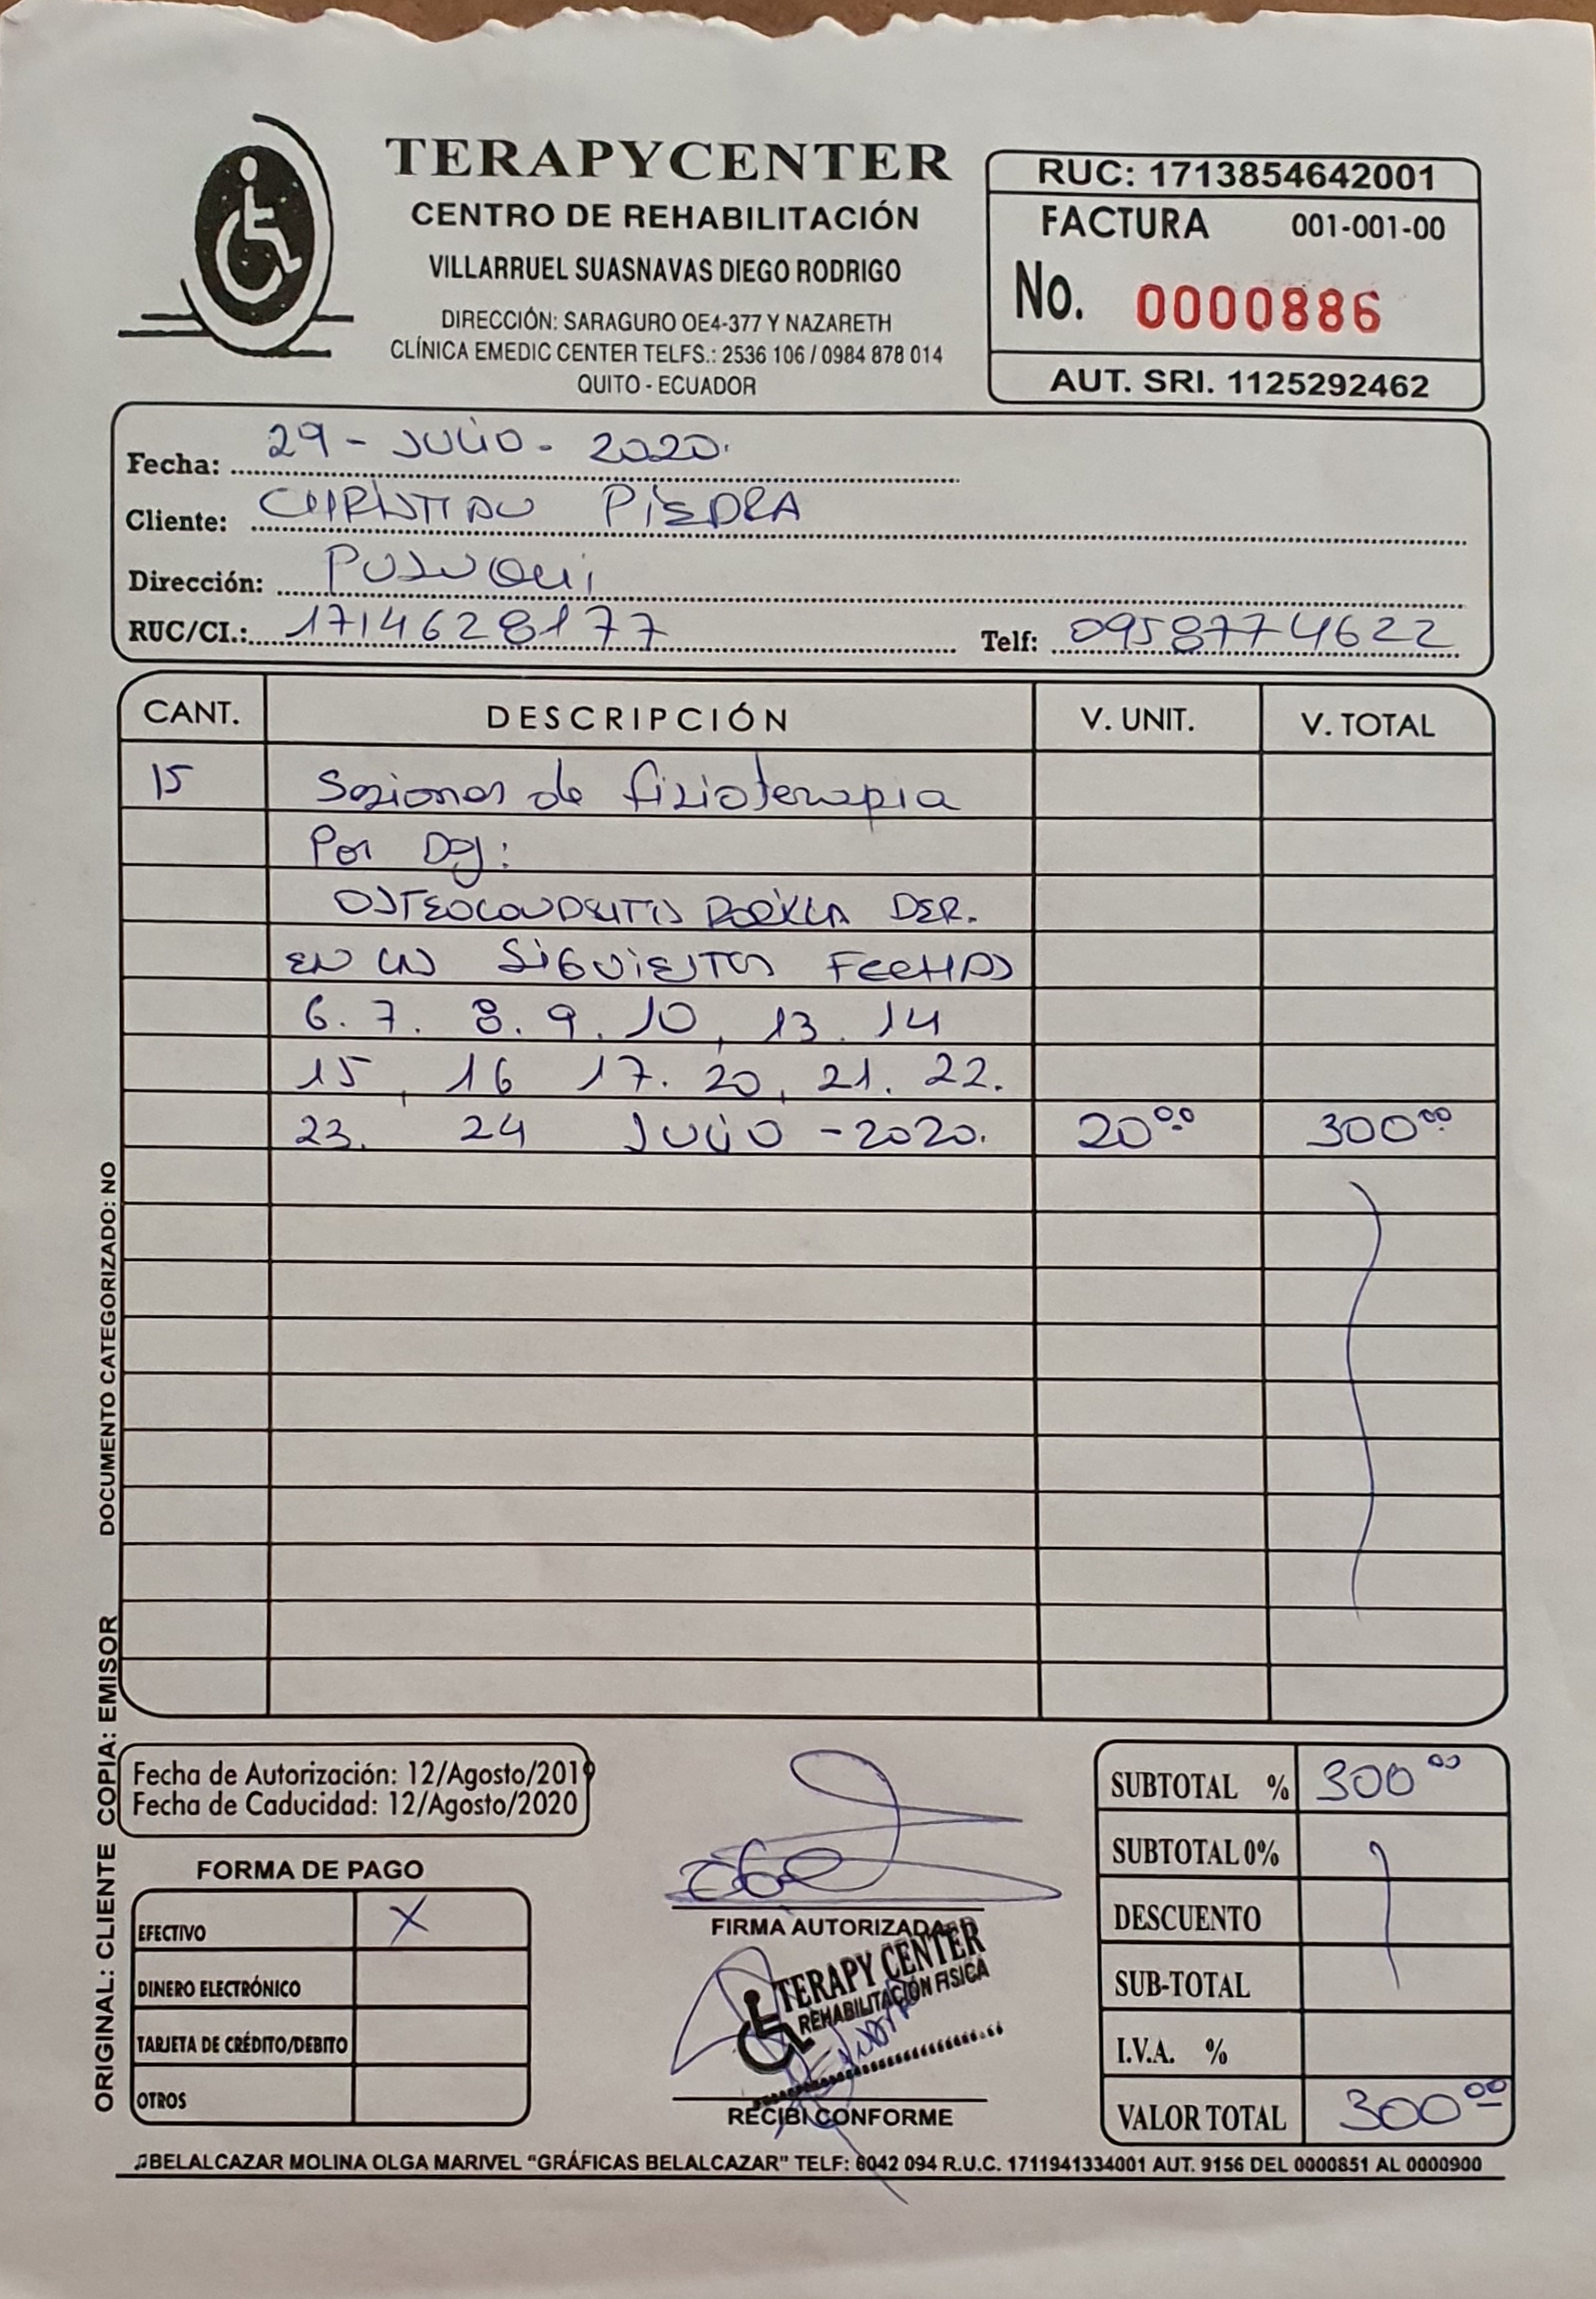 TERAPYCENTER
CENTRO DE REHABILITACIÓN
VILLARRUEL SUASNAVAS DIEGO RODRIGO
DIRECCIÓN: SARAGURO OE4-377 Y NAZARETH
CLÍNICA EMEDIC CENTER TELFS.: 2536 106 / 0984 878 014
QUITO - ECUADOR
RUC: 1713854642001
FACTURA 001-001-00
No. 0000886
AUT. SRI. 1125292462
Fecha: 29 - JULIO - 2020.
Cliente: CHRISTIAN PIEDRA
Dirección: PUSUQUI
RUC/CI.: 1714628177 Telf: 0958774622
CANT. DESCRIPCIÓN V. UNIT. V. TOTAL
15 Sesiones de fisioterapia
Por Dg:
OSTEOCONDRITIS RODILLA DER.
EN LAS SIGUIENTES FECHAS
6. 7. 8. 9. 10, 13. 14
15, 16 17. 20, 21. 22.
23. 24 JULIO - 2020. 20.00 300.00
DOCUMENTO CATEGORIZADO: NO
ORIGINAL: CLIENTE COPIA: EMISOR
Fecha de Autorización: 12/Agosto/2019
Fecha de Caducidad: 12/Agosto/2020
FORMA DE PAGO
EFECTIVO X
DINERO ELECTRÓNICO
TARJETA DE CRÉDITO/DEBITO
OTROS
FIRMA AUTORIZADA
TERAPY CENTER
REHABILITACIÓN FISICA
RECIBI CONFORME
SUBTOTAL % 300.00
SUBTOTAL 0%
DESCUENTO
SUB-TOTAL
I.V.A. %
VALOR TOTAL 300.00
BELALCAZAR MOLINA OLGA MARIVEL "GRÁFICAS BELALCAZAR" TELF: 6042 094 R.U.C. 1711941334001 AUT. 9156 DEL 0000851 AL 0000900